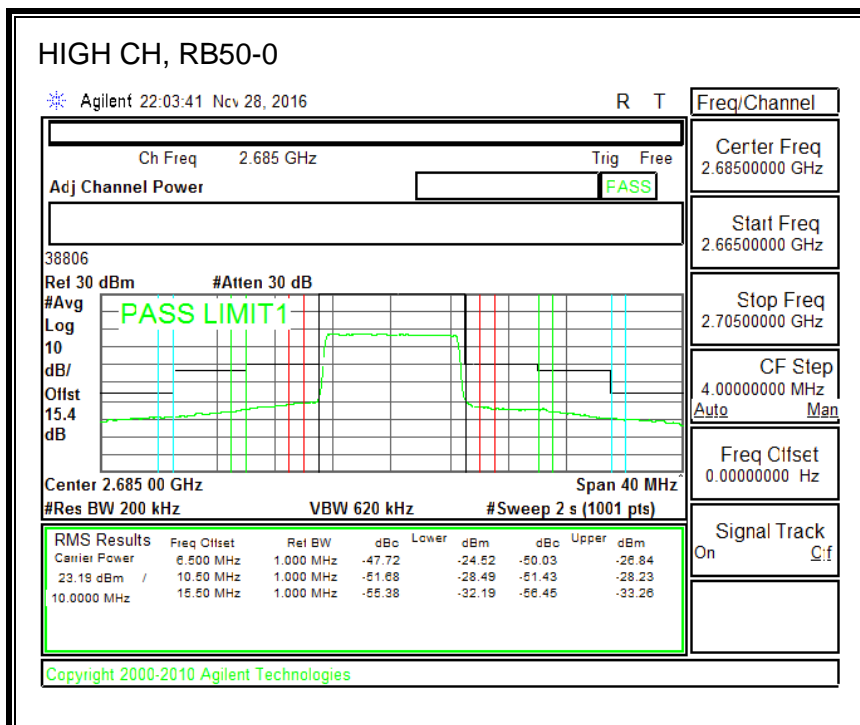 HIGH CH, RB50-0
Agilent 22:03:41 Nov 28, 2016 R T
Freq/Channel
Ch Freq 2.685 GHz Trig Free
Adj Channel Power PASS
38806
Ref 30 dBm #Atten 30 dB
#Avg
Log
10
dB/
Offst
15.4
dB
PASS LIMIT1
Center 2.685 00 GHz Span 40 MHz^
#Res BW 200 kHz VBW 620 kHz #Sweep 2 s (1001 pts)
RMS Results Freq Offset Ref BW dBc Lower dBm dBc Upper dBm
Carrier Power 6.500 MHz 1.000 MHz -47.72 -24.52 -50.03 -26.84
23.19 dBm / 10.50 MHz 1.000 MHz -51.68 -28.49 -51.43 -28.23
10.0000 MHz 15.50 MHz 1.000 MHz -55.38 -32.19 -56.45 -33.26
Center Freq
2.68500000 GHz
Start Freq
2.66500000 GHz
Stop Freq
2.70500000 GHz
CF Step
4.00000000 MHz
Auto Man
Freq Offset
0.00000000 Hz
Signal Track
On Off
Copyright 2000-2010 Agilent Technologies